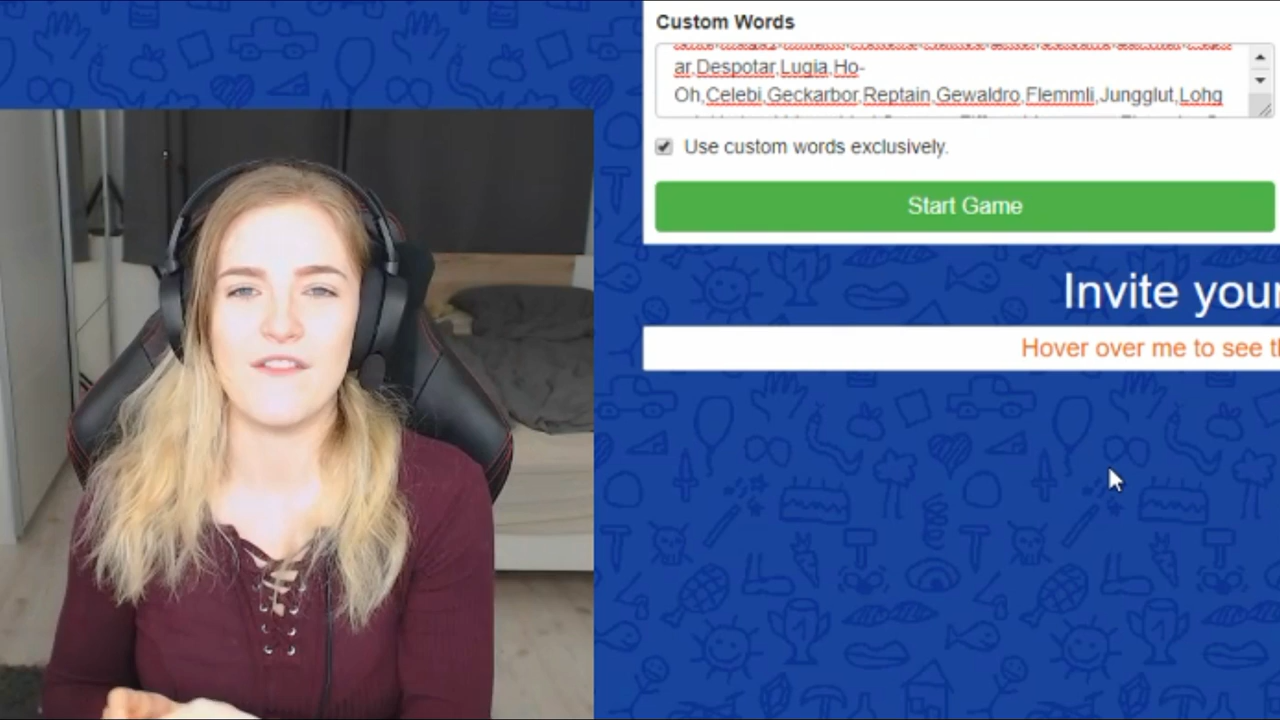 Custom Words
ar,Despotar,Lugia,Ho-
Oh,Celebi,Geckarbor,Reptain,Gewaldro,Flemmli,Jungglut,Lohg
Use custom words exclusively.
Start Game
Invite your
Hover over me to see th